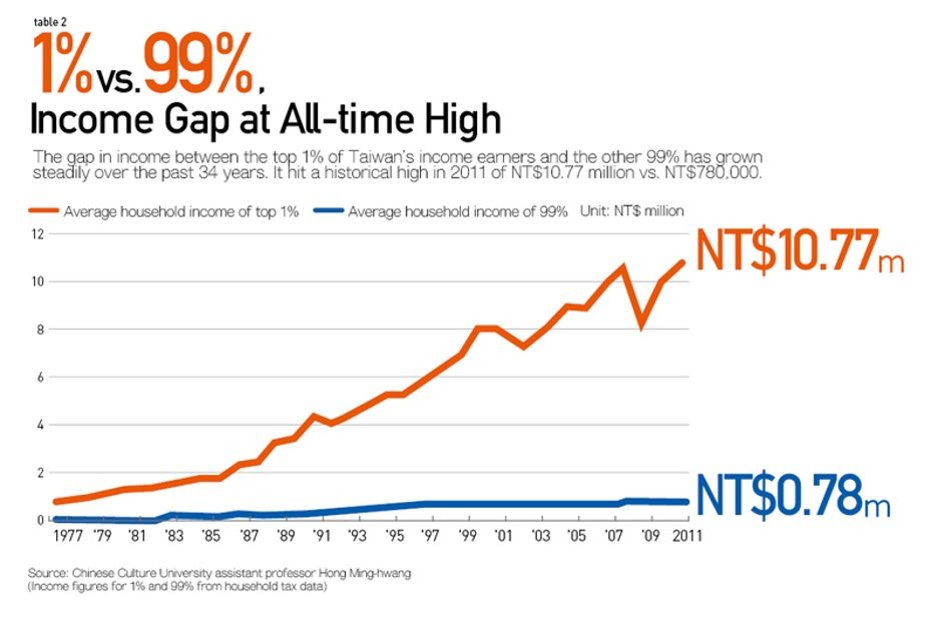 table 2
1% vs. 99%,
Income Gap at All-time High
The gap in income between the top 1% of Taiwan's income earners and the other 99% has grown
steadily over the past 34 years. It hit a historical high in 2011 of NT$10.77 million vs. NT$780,000.
Average household income of top 1% Average household income of 99% Unit: NT$ million
12
NT$10.77m
10
8
6
4
2
NT$0.78m
0
1977 '79 '81 '83 '85 '87 '89 '91 '93 '95 '97 '99 '01 '03 '05 '07 '09 2011
Source: Chinese Culture University assistant professor Hong Ming-hwang
(Income figures for 1% and 99% from household tax data)